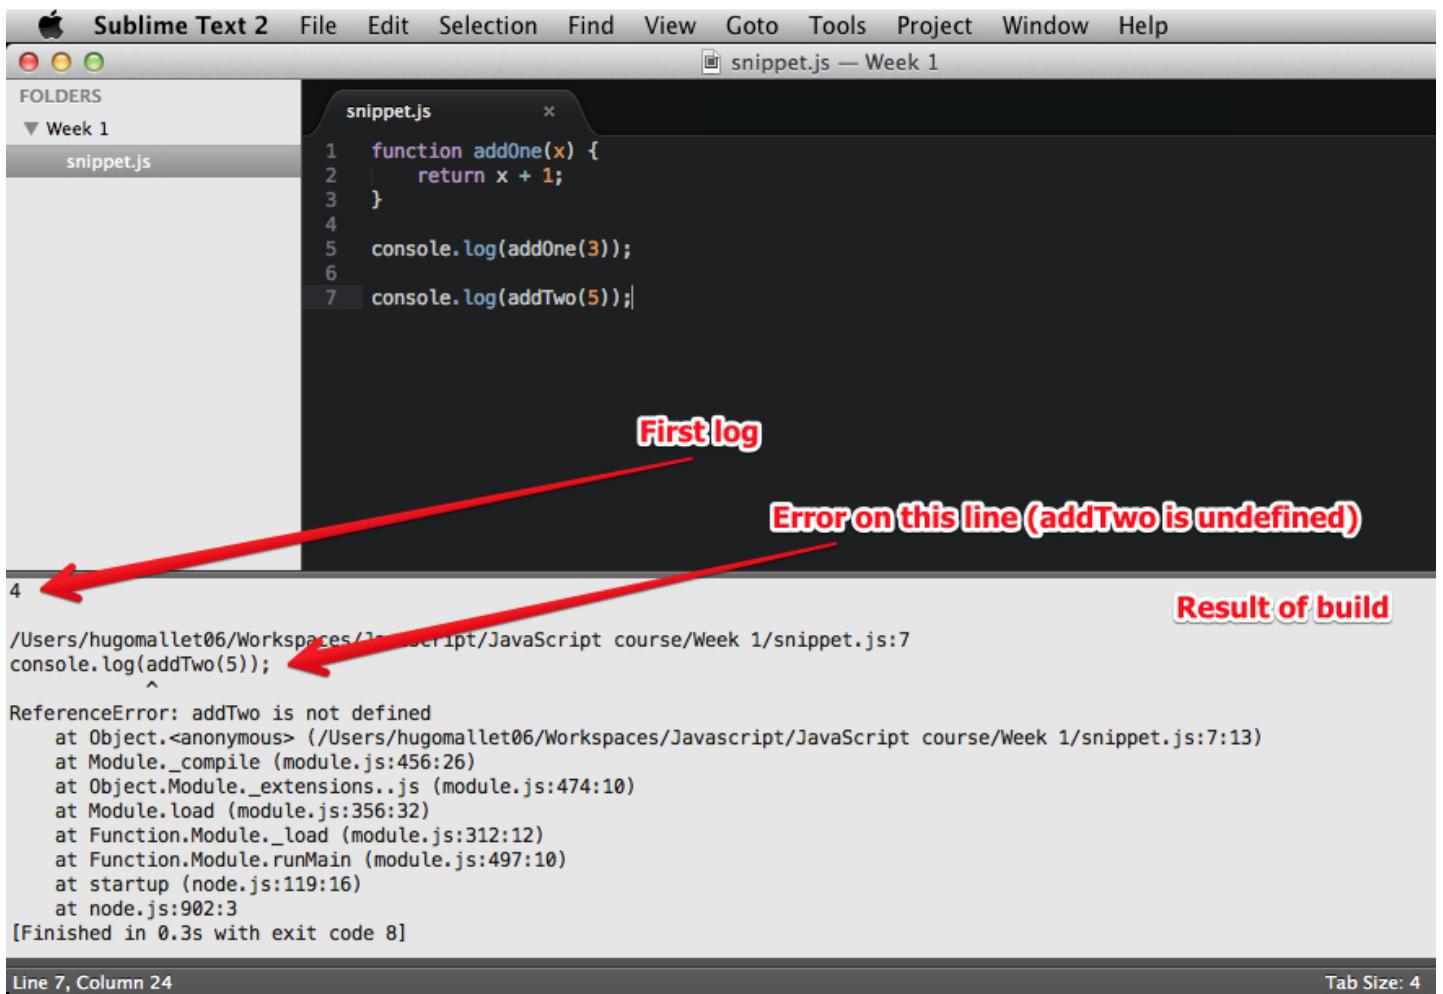 Sublime Text 2 File Edit Selection Find View Goto Tools Project Window Help
snippet.js — Week 1
FOLDERS
Week 1
snippet.js
snippet.js ×
1 function addOne(x) {
2     return x + 1;
3 }
4
5 console.log(addOne(3));
6
7 console.log(addTwo(5));
First log
Error on this line (addTwo is undefined)
Result of build
4
/Users/hugomallet06/Workspaces/Javascript/JavaScript course/Week 1/snippet.js:7
console.log(addTwo(5));
            ^
ReferenceError: addTwo is not defined
    at Object.<anonymous> (/Users/hugomallet06/Workspaces/Javascript/JavaScript course/Week 1/snippet.js:7:13)
    at Module._compile (module.js:456:26)
    at Object.Module._extensions..js (module.js:474:10)
    at Module.load (module.js:356:32)
    at Function.Module._load (module.js:312:12)
    at Function.Module.runMain (module.js:497:10)
    at startup (node.js:119:16)
    at node.js:902:3
[Finished in 0.3s with exit code 8]
Line 7, Column 24
Tab Size: 4